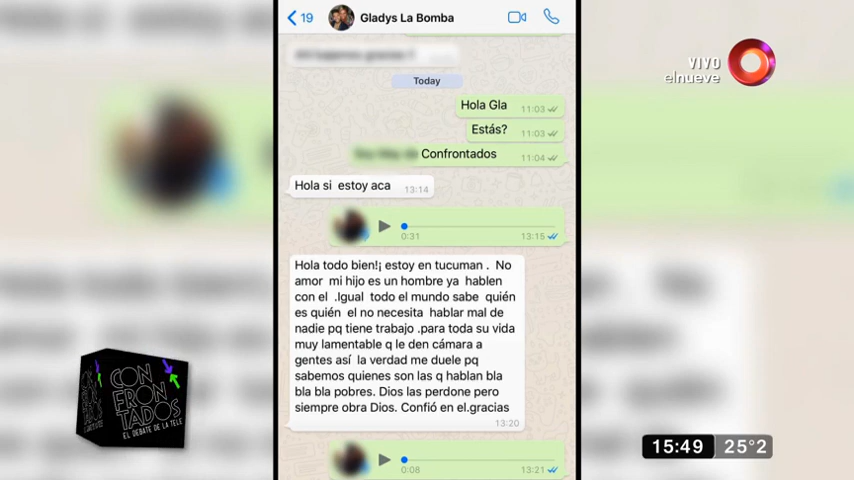 19
Gladys La Bomba
VIVO
elnueve
Today
Hola Gla 11:03
Estás? 11:03
Confrontados 11:04
Hola si estoy aca 13:14
0:31 13:15
Hola todo bien!¡ estoy en tucuman . No
amor mi hijo es un hombre ya hablen
con el .Igual todo el mundo sabe quién
es quién el no necesita hablar mal de
nadie pq tiene trabajo .para toda su vida
muy lamentable q le den cámara a
gentes así la verdad me duele pq
sabemos quienes son las q hablan bla
bla bla pobres. Dios las perdone pero
siempre obra Dios. Confió en el.gracias
13:20
0:08 13:21
CON
FRON
TADOS
EL DEBATE DE LA TELE
15:49 25°2